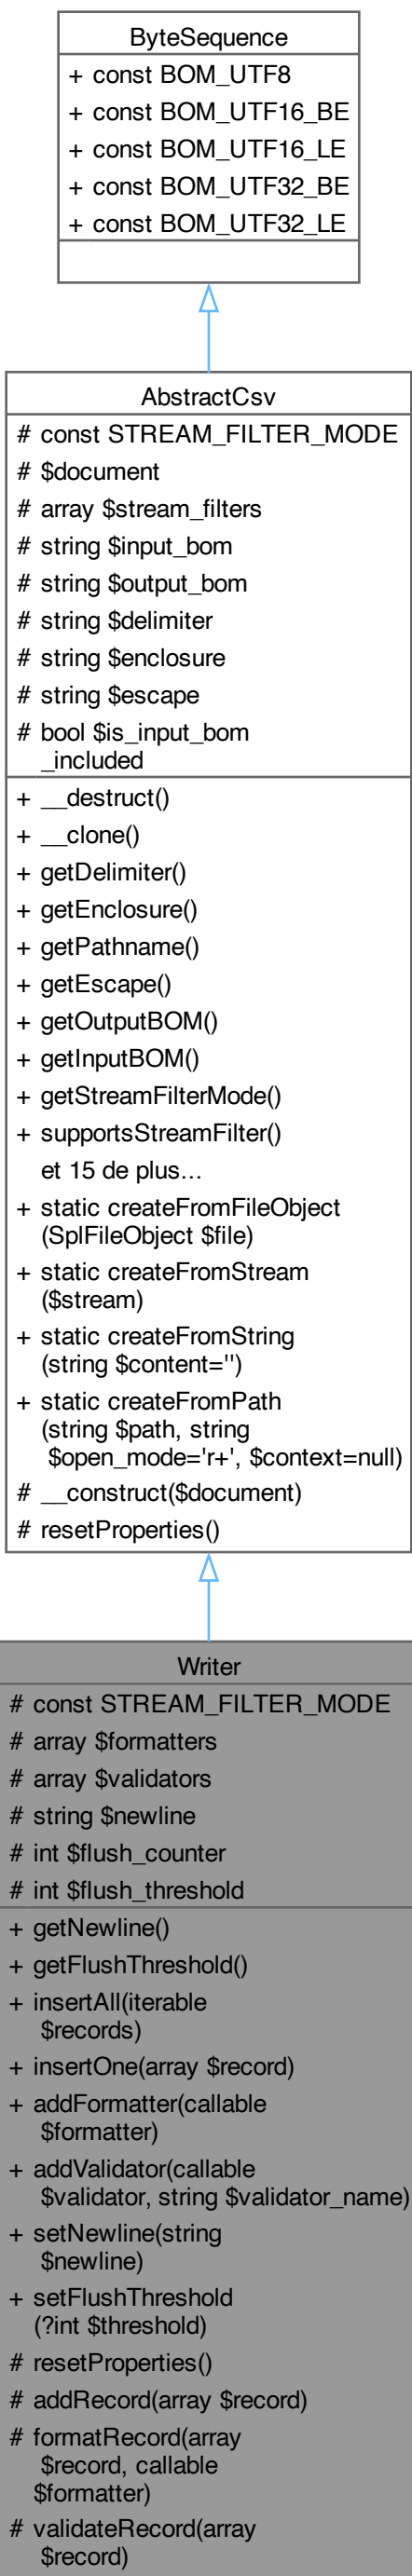 ByteSequence
+ const BOM_UTF8
+ const BOM_UTF16_BE
+ const BOM_UTF16_LE
+ const BOM_UTF32_BE
+ const BOM_UTF32_LE
AbstractCsv
# const STREAM_FILTER_MODE
# $document
# array $stream_filters
# string $input_bom
# string $output_bom
# string $delimiter
# string $enclosure
# string $escape
# bool $is_input_bom
_included
+ __destruct()
+ __clone()
+ getDelimiter()
+ getEnclosure()
+ getPathname()
+ getEscape()
+ getOutputBOM()
+ getInputBOM()
+ getStreamFilterMode()
+ supportsStreamFilter()
et 15 de plus...
+ static createFromFileObject
(SplFileObject $file)
+ static createFromStream
($stream)
+ static createFromString
(string $content='')
+ static createFromPath
(string $path, string
$open_mode='r+', $context=null)
# __construct($document)
# resetProperties()
Writer
# const STREAM_FILTER_MODE
# array $formatters
# array $validators
# string $newline
# int $flush_counter
# int $flush_threshold
+ getNewline()
+ getFlushThreshold()
+ insertAll(iterable
$records)
+ insertOne(array $record)
+ addFormatter(callable
$formatter)
+ addValidator(callable
$validator, string $validator_name)
+ setNewline(string
$newline)
+ setFlushThreshold
(?int $threshold)
# resetProperties()
# addRecord(array $record)
# formatRecord(array
$record, callable
$formatter)
# validateRecord(array
$record)